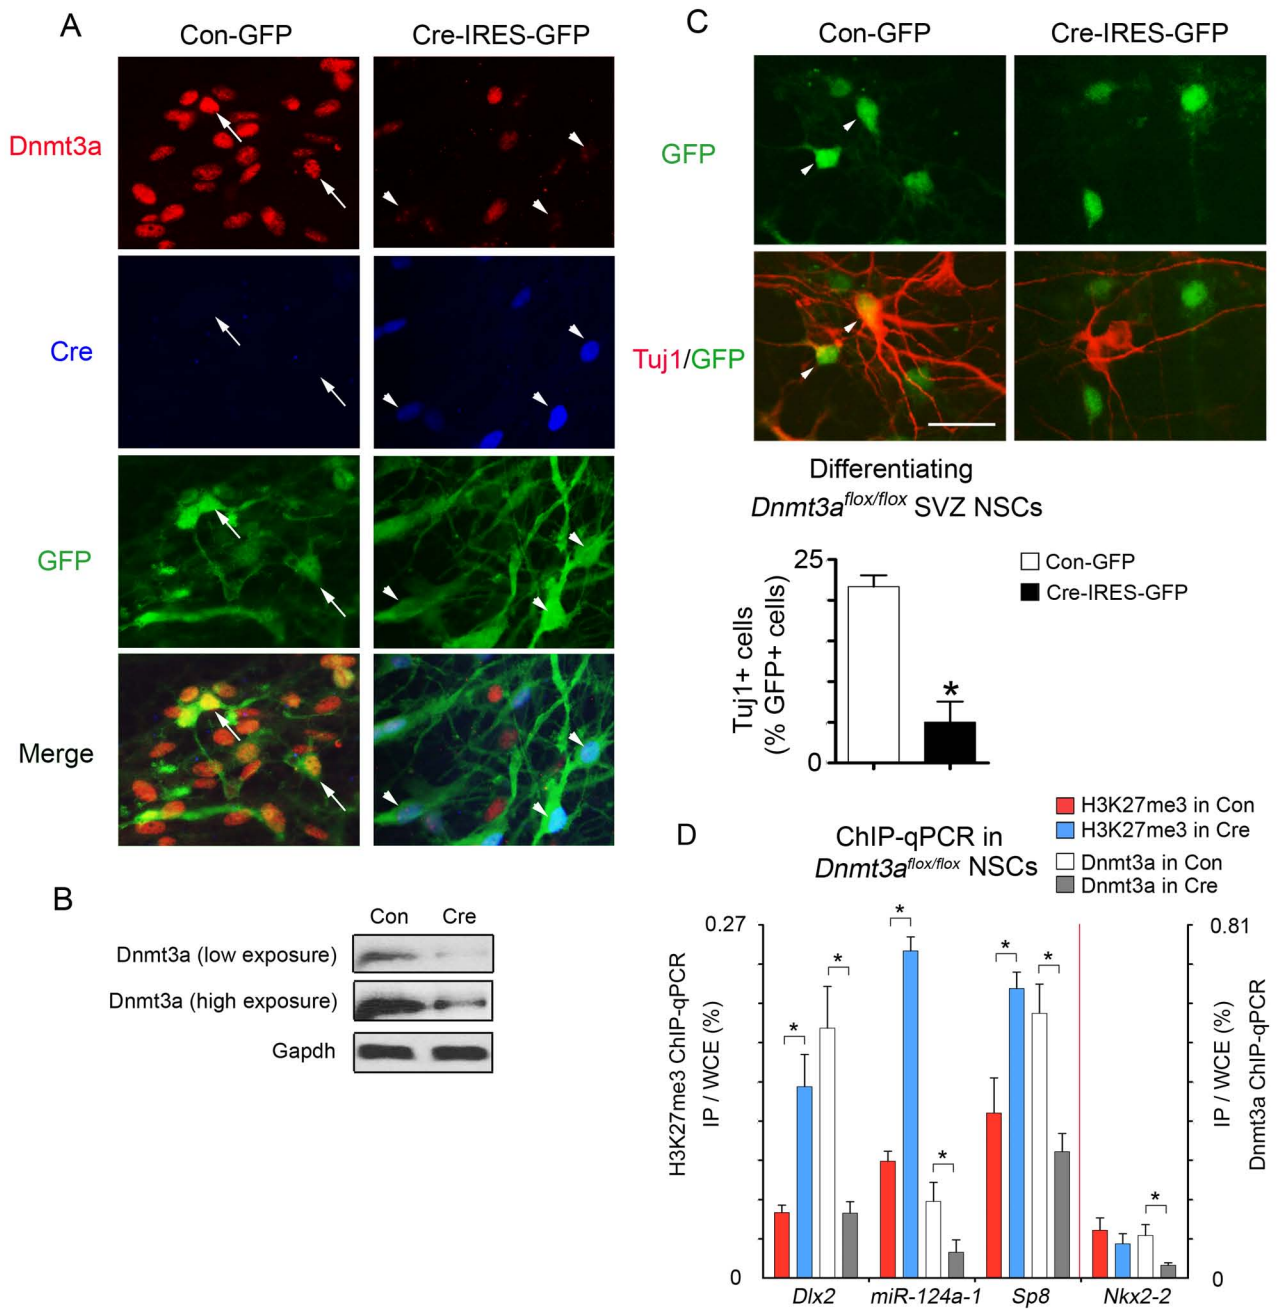 A
Con-GFP
Cre-IRES-GFP
Dnmt3a
Cre
GFP
Merge
B
Con
Cre
Dnmt3a (low exposure)
Dnmt3a (high exposure)
Gapdh
C
Con-GFP
Cre-IRES-GFP
GFP
Tuj1/GFP
Differentiating
Dnmt3a^flox/flox SVZ NSCs
25
0
Tuj1+ cells
(% GFP+ cells)
*
Con-GFP
Cre-IRES-GFP
D
ChIP-qPCR in
Dnmt3a^flox/flox NSCs
H3K27me3 in Con
H3K27me3 in Cre
Dnmt3a in Con
Dnmt3a in Cre
H3K27me3 ChIP-qPCR
IP / WCE (%)
0.27
0
* * * * * * *
0.81
0
IP / WCE (%)
Dnmt3a ChIP-qPCR
Dlx2 miR-124a-1 Sp8 Nkx2-2